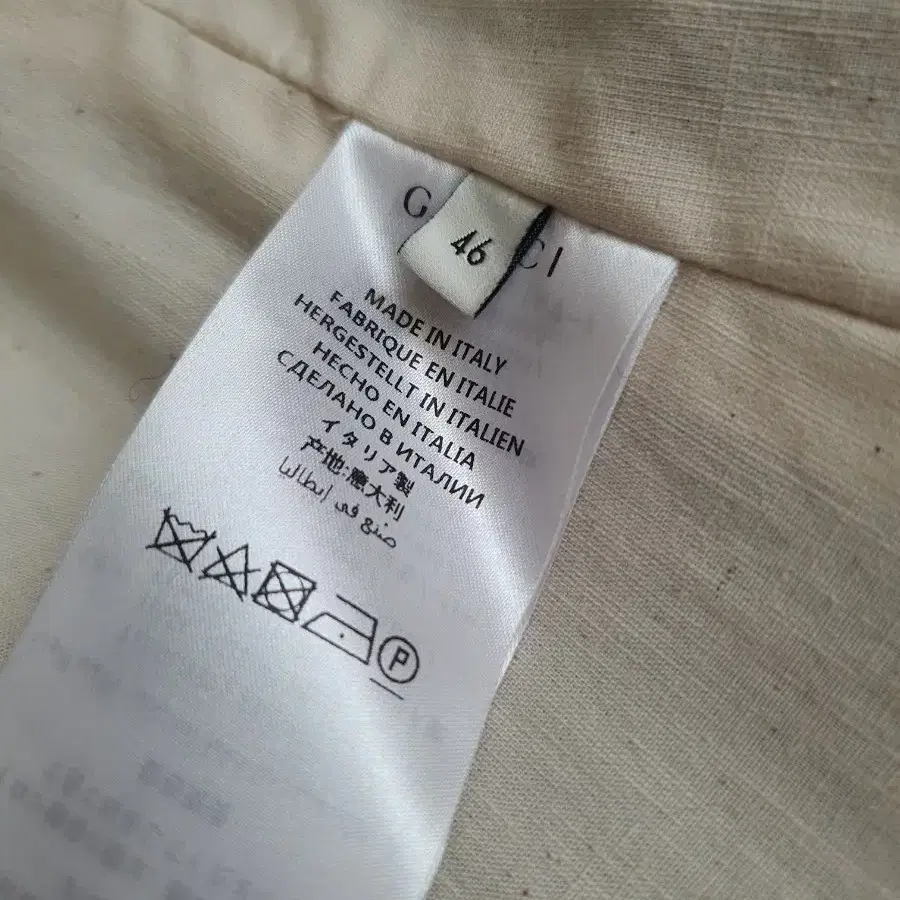 G CI
46
MADE IN ITALY
FABRIQUE EN ITALIE
HERGESTELLT IN ITALIEN
HECHO EN ITALIA
СДЕЛАНО В ИТАЛИИ
イタリア製
产地:意大利
صنع في إيطاليا
P